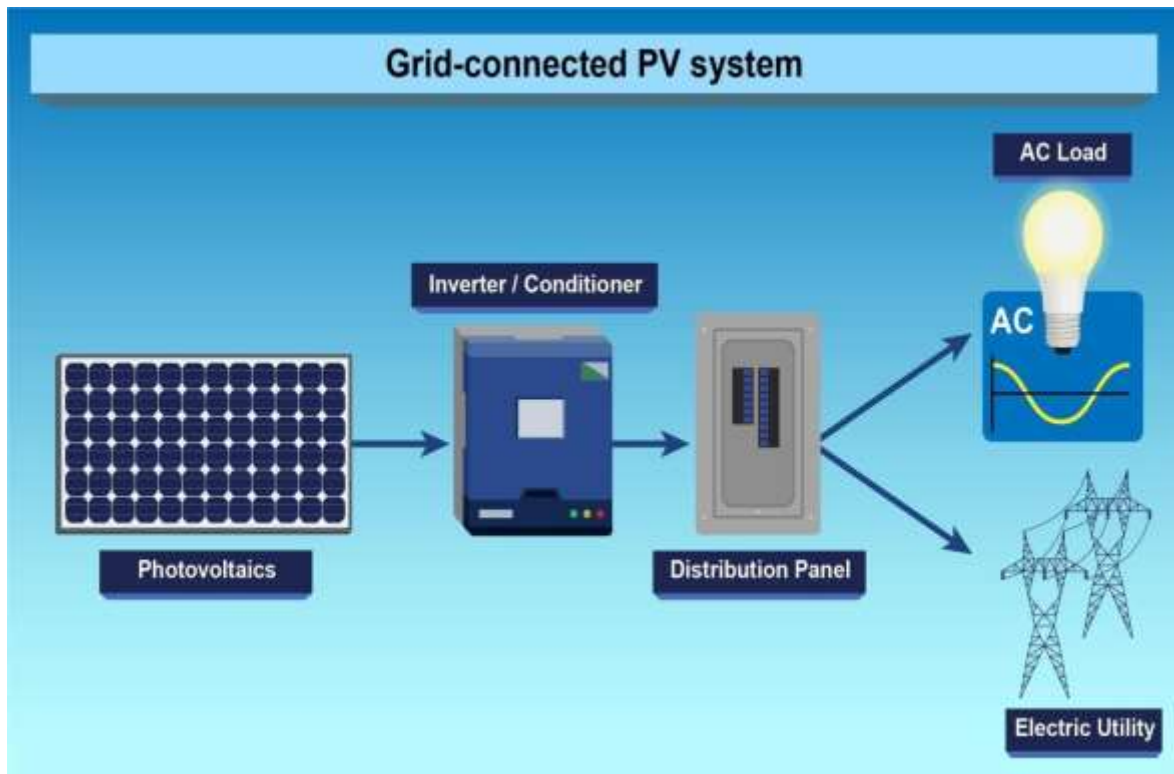 Grid-connected PV system
AC Load
Inverter / Conditioner
AC
Photovoltaics
Distribution Panel
Electric Utility